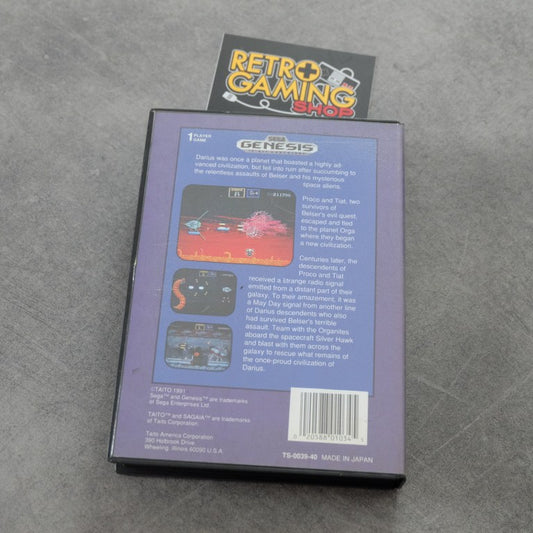 RETRO
GAMING
SHOP
1 PLAYER
GAME
SEGA
GENESIS
Darius was once a planet that boasted a highly ad-
vanced civilization, but fell into ruin after succumbing to
the relentless assaults of Belser and his mysterious
space aliens.
Proco and Tiat, two
survivors of
Belser's evil quest,
escaped and fled
to the planet Orga
where they began
a new civilization.
Centuries later, the
descendents of
Proco and Tiat
received a strange radio signal
emitted from a distant part of their
galaxy. To their amazement, it was
a May Day signal from another line
of Darius descendents who also
had survived Belser's terrible
assault. Team with the Organites
aboard the spacecraft Silver Hawk
and blast with them across the
galaxy to rescue what remains of
the once-proud civilization of
Darius.
©TAITO 1991
Sega™ and Genesis™ are trademarks
of Sega Enterprises Ltd.
TAITO™ and SAGAIA™ are trademarks
of Taito Corporation.
Taito America Corporation
390 Holbrook Drive
Wheeling, Illinois 60090 U.S.A
0 20588 01034 1
TS-0039-40 MADE IN JAPAN